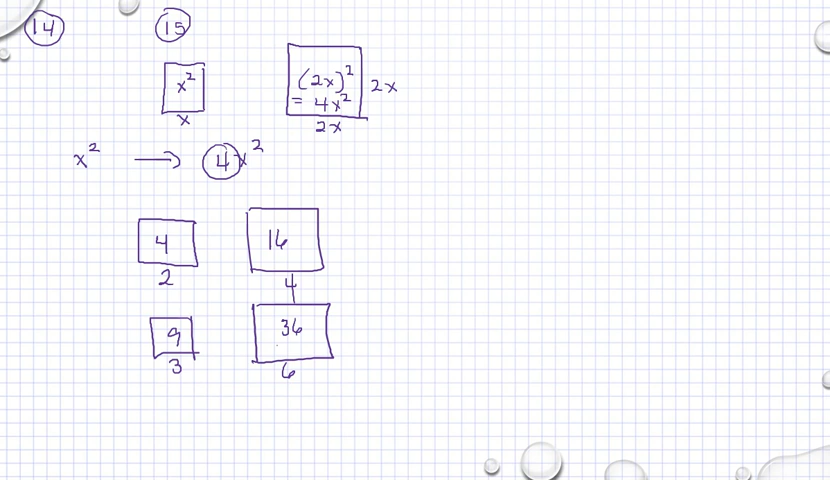 14 15
x² (2x)² 2x
= 4x²
x 2x
x² → 4x²
4 16
2 4
9 36
3 6